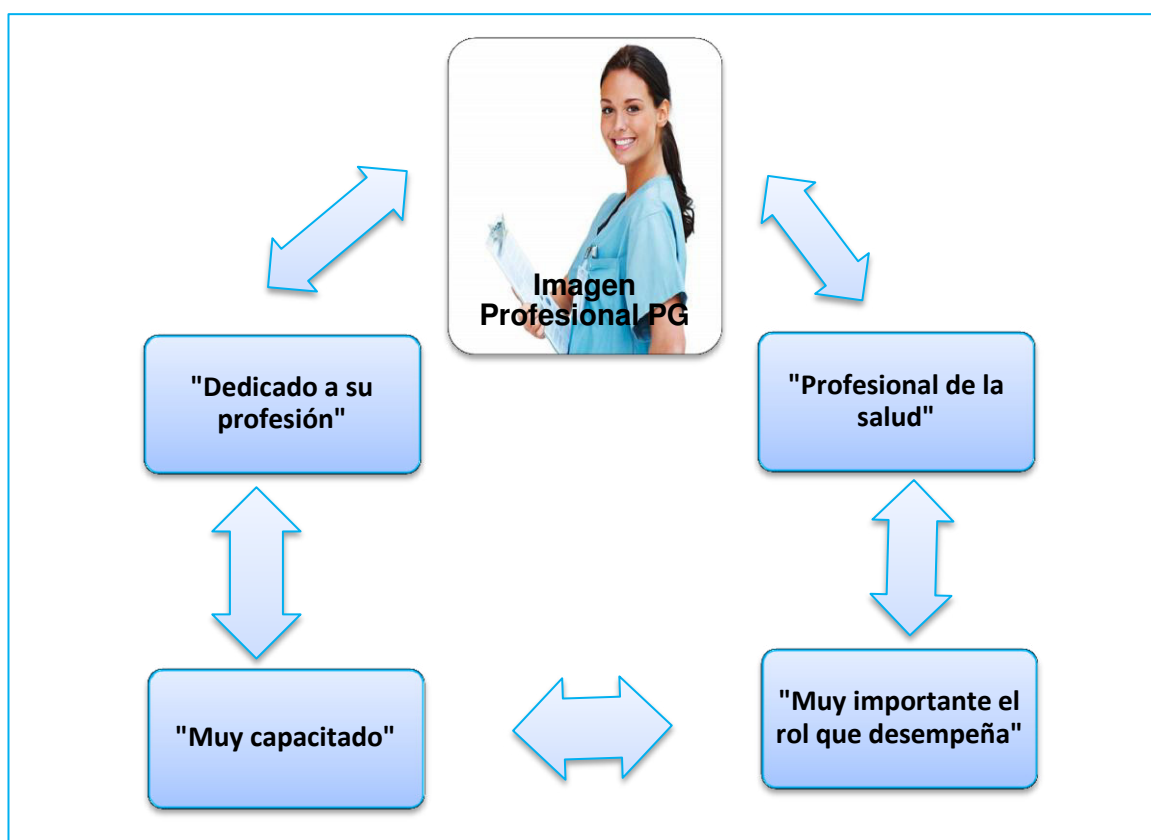 Imagen
Profesional PG
"Dedicado a su
profesión"
"Profesional de la
salud"
"Muy capacitado"
"Muy importante el
rol que desempeña"